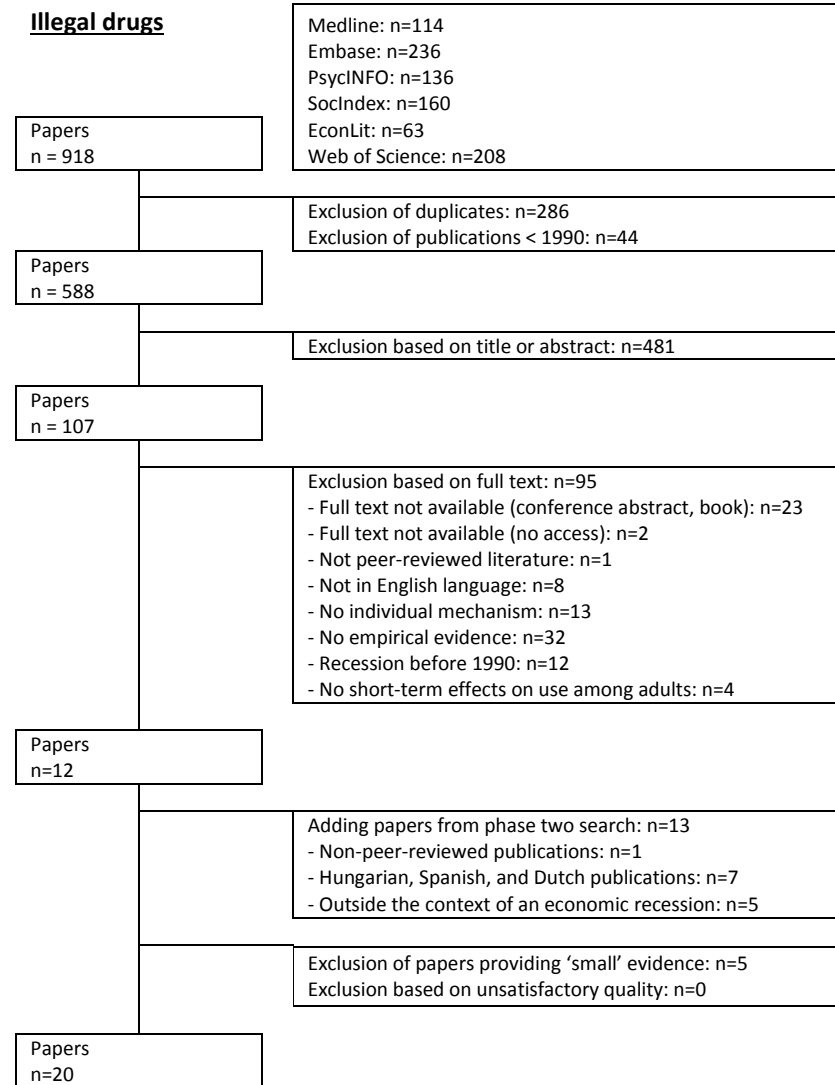 Illegal drugs
Medline: n=114
Embase: n=236
PsycINFO: n=136
SocIndex: n=160
EconLit: n=63
Web of Science: n=208
Papers
n = 918
Exclusion of duplicates: n=286
Exclusion of publications < 1990: n=44
Papers
n = 588
Exclusion based on title or abstract: n=481
Papers
n = 107
Exclusion based on full text: n=95
- Full text not available (conference abstract, book): n=23
- Full text not available (no access): n=2
- Not peer-reviewed literature: n=1
- Not in English language: n=8
- No individual mechanism: n=13
- No empirical evidence: n=32
- Recession before 1990: n=12
- No short-term effects on use among adults: n=4
Papers
n=12
Adding papers from phase two search: n=13
- Non-peer-reviewed publications: n=1
- Hungarian, Spanish, and Dutch publications: n=7
- Outside the context of an economic recession: n=5
Exclusion of papers providing ‘small’ evidence: n=5
Exclusion based on unsatisfactory quality: n=0
Papers
n=20